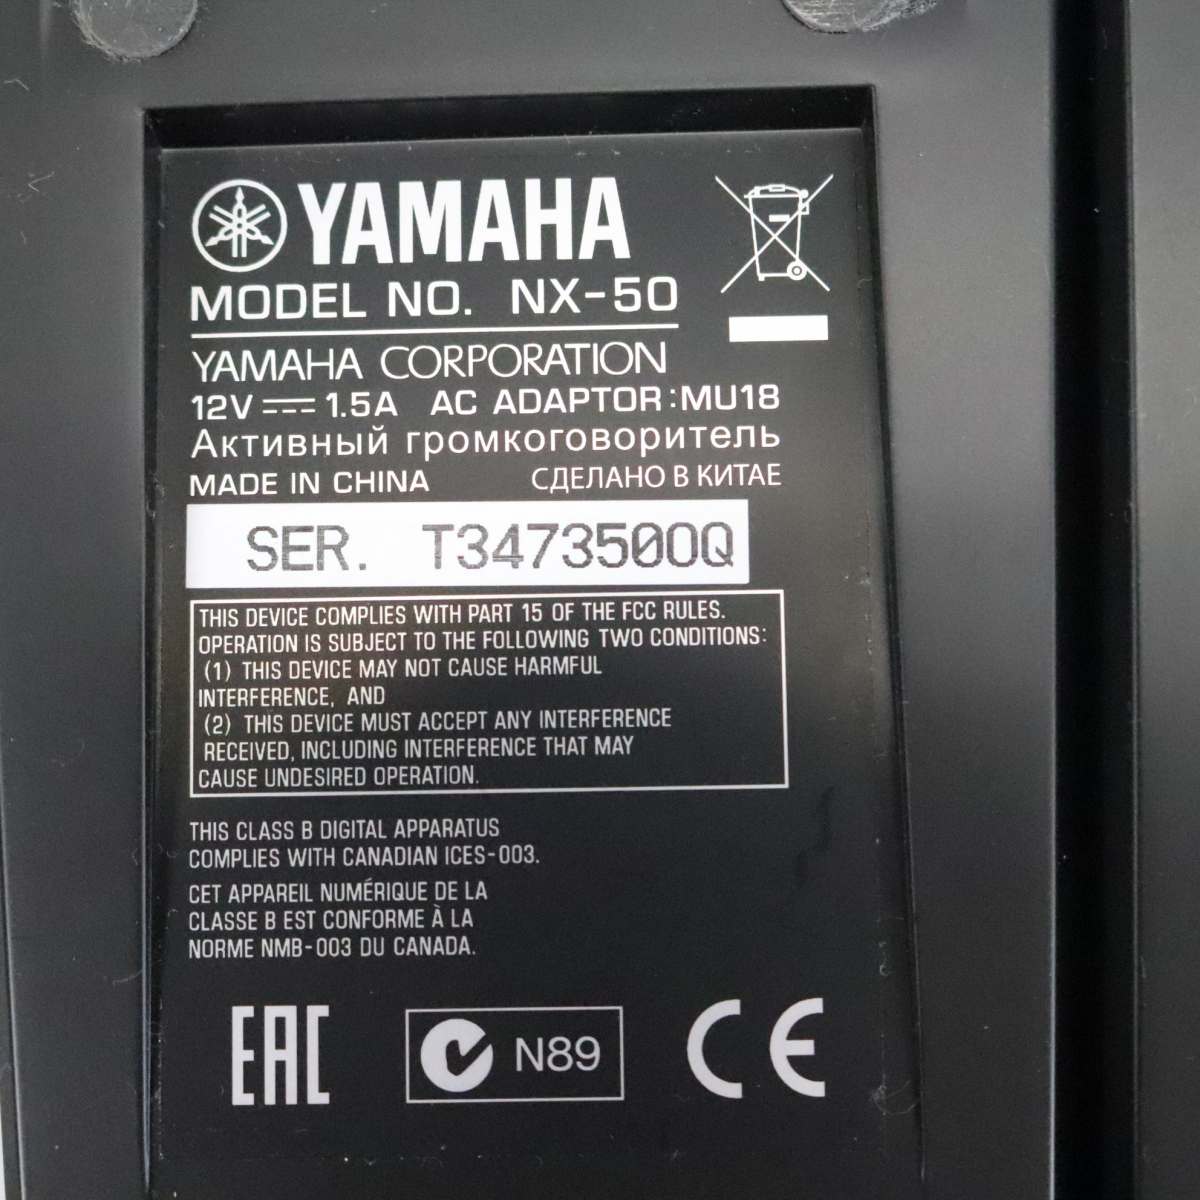 YAMAHA
MODEL NO. NX-50
YAMAHA CORPORATION
12V⎓1.5A AC ADAPTOR:MU18
Активный громкоговоритель
MADE IN CHINA СДЕЛАНО В КИТАЕ
SER. T3473500Q
THIS DEVICE COMPLIES WITH PART 15 OF THE FCC RULES.
OPERATION IS SUBJECT TO THE FOLLOWING TWO CONDITIONS:
(1) THIS DEVICE MAY NOT CAUSE HARMFUL
INTERFERENCE, AND
(2) THIS DEVICE MUST ACCEPT ANY INTERFERENCE
RECEIVED, INCLUDING INTERFERENCE THAT MAY
CAUSE UNDESIRED OPERATION.
THIS CLASS B DIGITAL APPARATUS
COMPLIES WITH CANADIAN ICES-003.
CET APPAREIL NUMÉRIQUE DE LA
CLASSE B EST CONFORME À LA
NORME NMB-003 DU CANADA.
EAC N89 CE